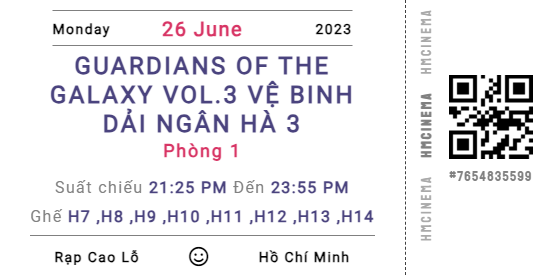 Monday 26 June 2023
GUARDIANS OF THE
GALAXY VOL.3 VỆ BINH
DẢI NGÂN HÀ 3
Phòng 1
Suất chiếu 21:25 PM Đến 23:55 PM
Ghế H7 ,H8 ,H9 ,H10 ,H11 ,H12 ,H13 ,H14
Rạp Cao Lỗ Hồ Chí Minh
HMCINEMA
HMCINEMA
HMCINEMA
#7654835599